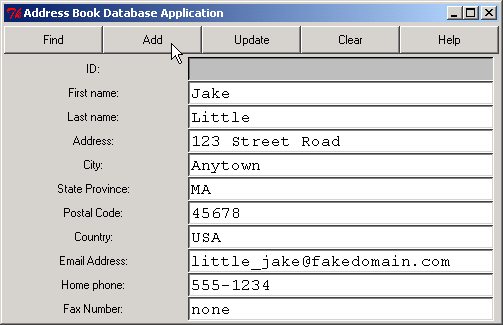 Address Book Database Application
Find Add Update Clear Help
ID:
First name: Jake
Last name: Little
Address: 123 Street Road
City: Anytown
State Province: MA
Postal Code: 45678
Country: USA
Email Address: little_jake@fakedomain.com
Home phone: 555-1234
Fax Number: none